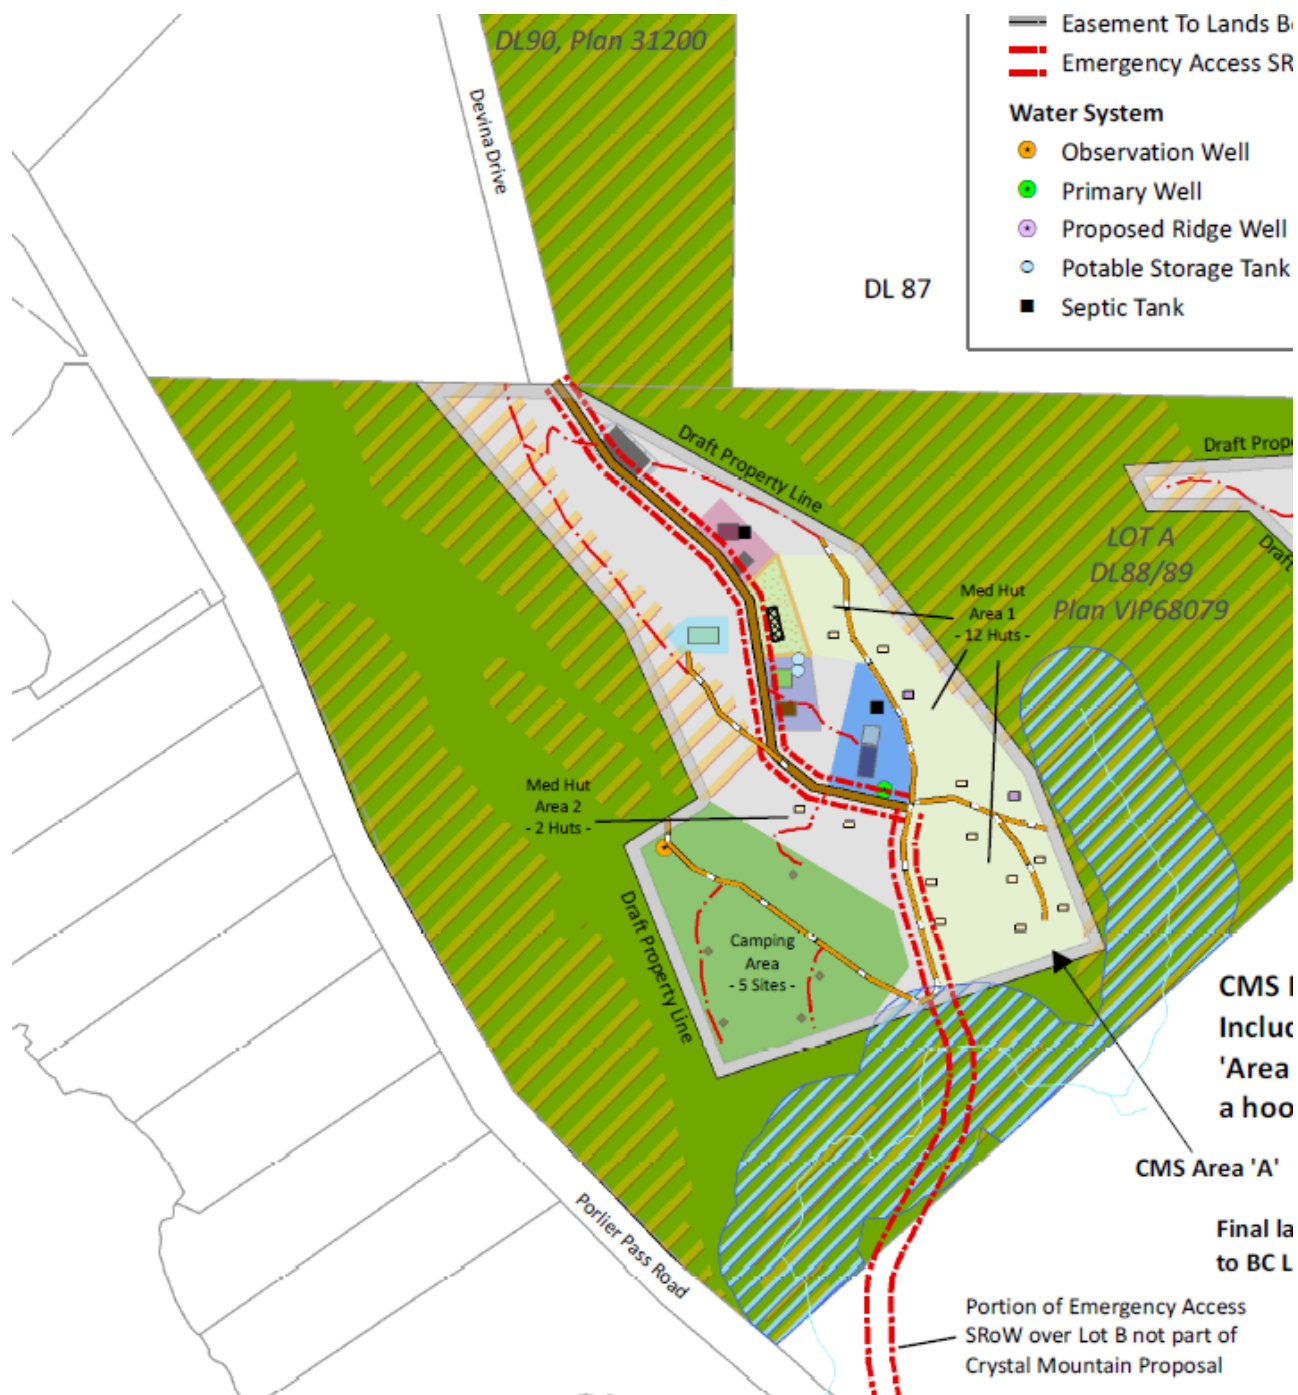 DL90, Plan 31200
Devina Drive
Easement To Lands Be
Emergency Access SR
Water System
Observation Well
Primary Well
Proposed Ridge Well
Potable Storage Tank
Septic Tank
DL 87
Draft Property Line
Draft Prope
Draft
LOT A
DL88/89
Plan VIP68079
Med Hut
Area 1
- 12 Huts -
Med Hut
Area 2
- 2 Huts -
Camping
Area
- 5 Sites -
Draft Property Line
CMS
Includ
'Area
a hoo
CMS Area 'A'
Final la
to BC L
Porlier Pass Road
Portion of Emergency Access
SRoW over Lot B not part of
Crystal Mountain Proposal